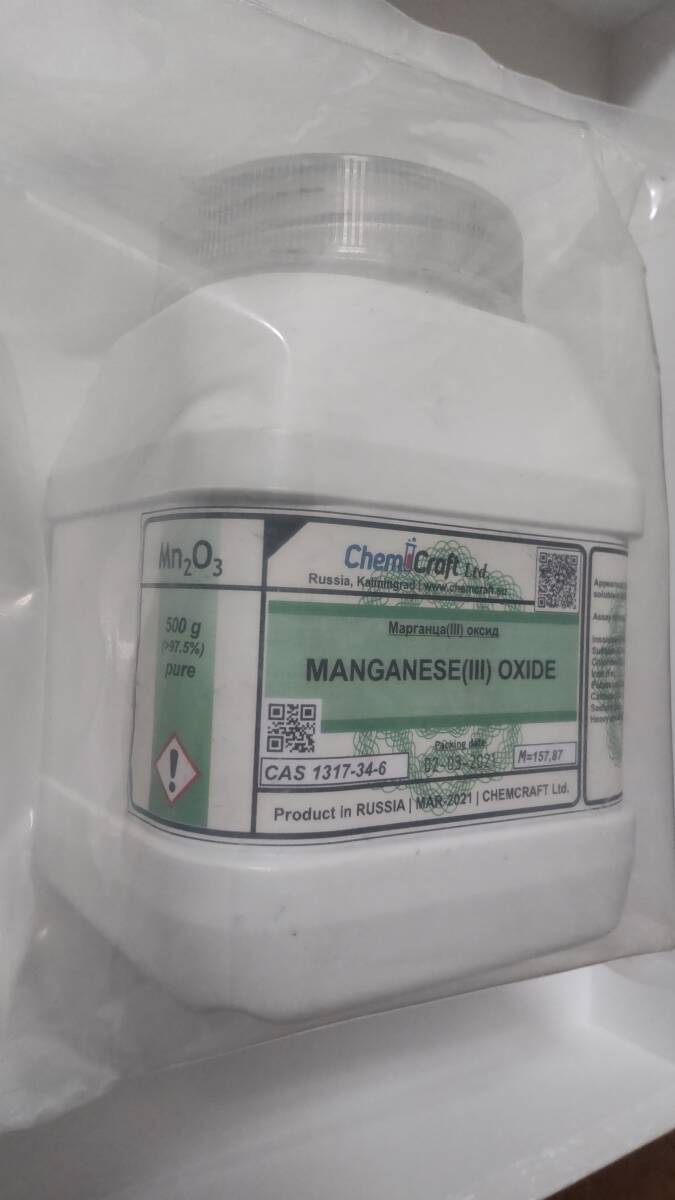 Mn2O3
500 g
(>97.5%)
pure
ChemCraft Ltd.
Russia, Kaliningrad | www.chemcraft.su
Марганца(III) оксид
MANGANESE(III) OXIDE
CAS 1317-34-6
Packing date:
02-03-2021
M=157,87
Product in RUSSIA | MAR-2021 | CHEMCRAFT Ltd.
Assay